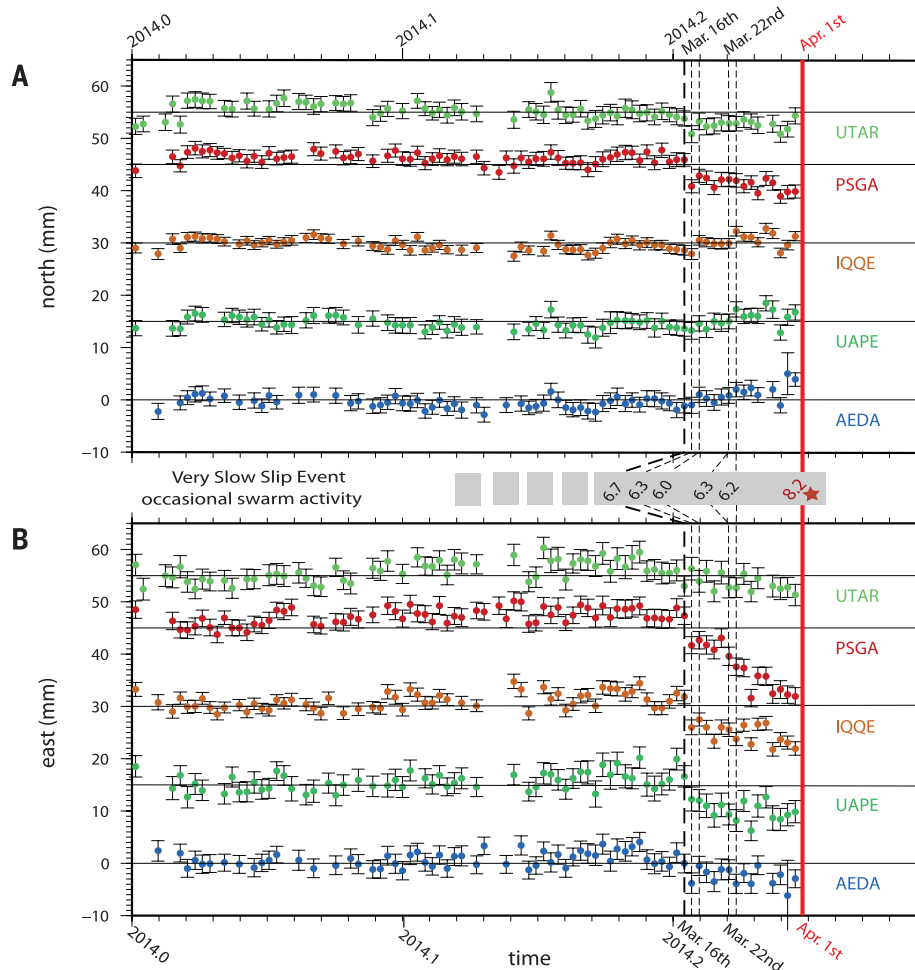 2014.0
2014.1
2014.2
Mar. 16th
Mar. 22nd
Apr. 1st
A
60
50
40
30
20
10
0
−10
north (mm)
UTAR
PSGA
IQQE
UAPE
AEDA
Very Slow Slip Event
occasional swarm activity
6.7
6.3
6.0
6.3
6.2
8.2
B
60
50
40
30
20
10
0
−10
east (mm)
UTAR
PSGA
IQQE
UAPE
AEDA
2014.0
2014.1
time
2014.2
Mar. 16th
Mar. 22nd
Apr. 1st